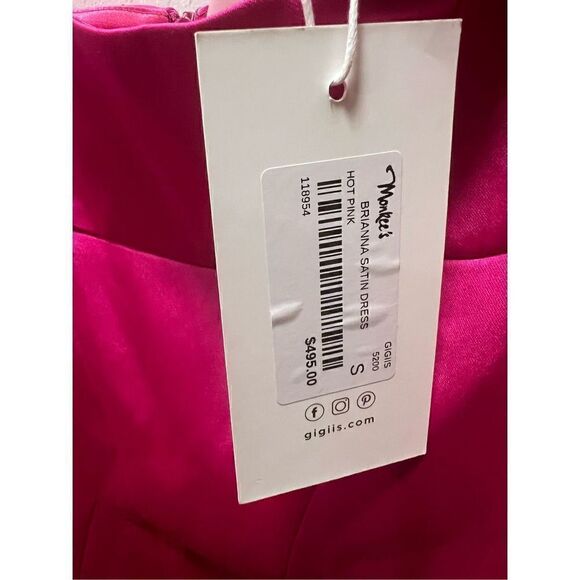 Monkee's
BRIANNA SATIN DRESS
HOT PINK
118954
GIGIIS
5200
S
$495.00
gigiis.com